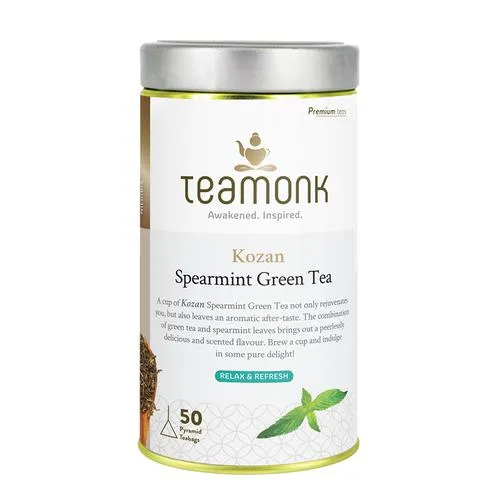 Premium teas
Teamonk
Awakened. Inspired.
Kozan
Spearmint Green Tea
A cup of Kozan Spearmint Green Tea not only rejuvenates
you, but also leaves an aromatic after-taste. The combination
of green tea and spearmint leaves brings out a peerlessly
delicious and scented flavour. Brew a cup and indulge
in some pure delight!
RELAX & REFRESH
50
Pyramid
Teabags